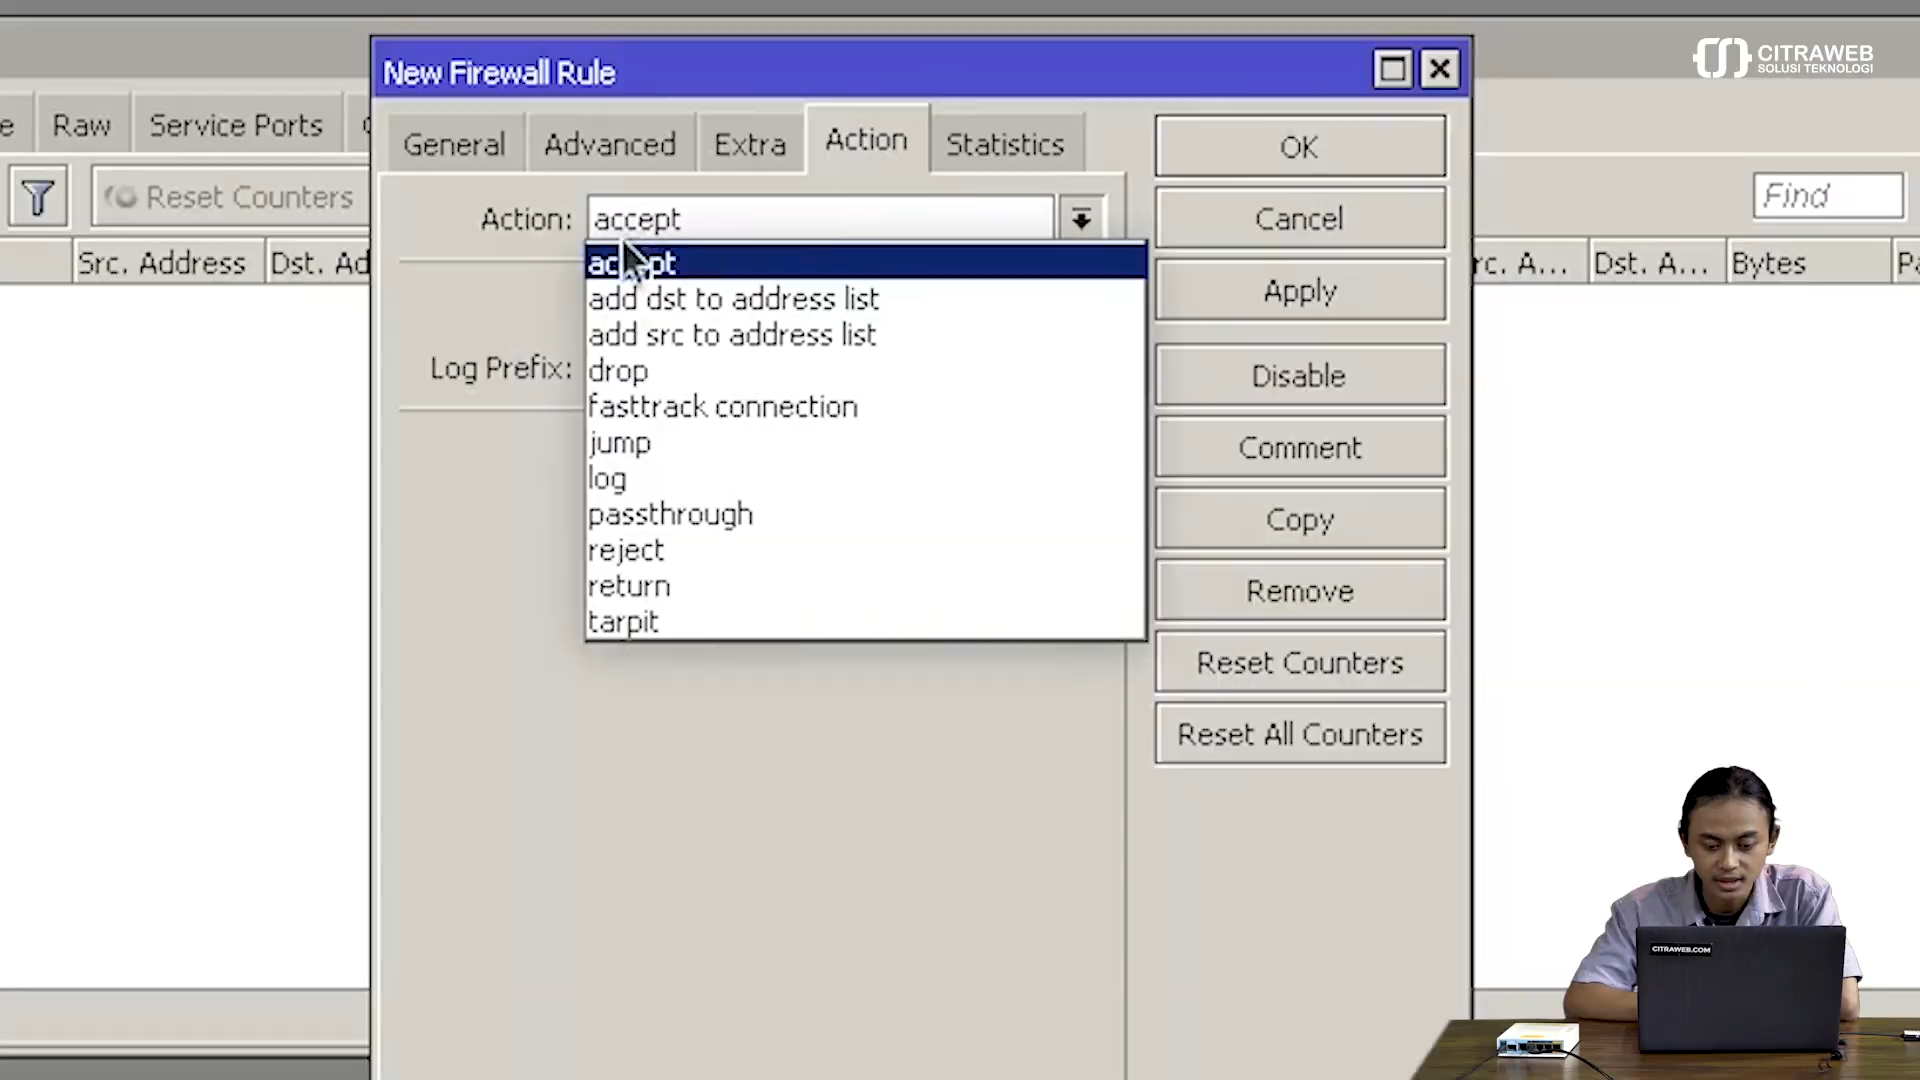 CITRAWEB
SOLUSI TEKNOLOGI
New Firewall Rule
Raw
Service Ports
General
Advanced
Extra
Action
Statistics
OK
Reset Counters
Action:
accept
Cancel
Find
Src. Address
Dst. Ad
accept
rc. A...
Dst. A...
Bytes
add dst to address list
Apply
add src to address list
Log Prefix:
drop
Disable
fasttrack connection
jump
Comment
log
passthrough
Copy
reject
return
Remove
tarpit
Reset Counters
Reset All Counters
CITRAWEB.COM